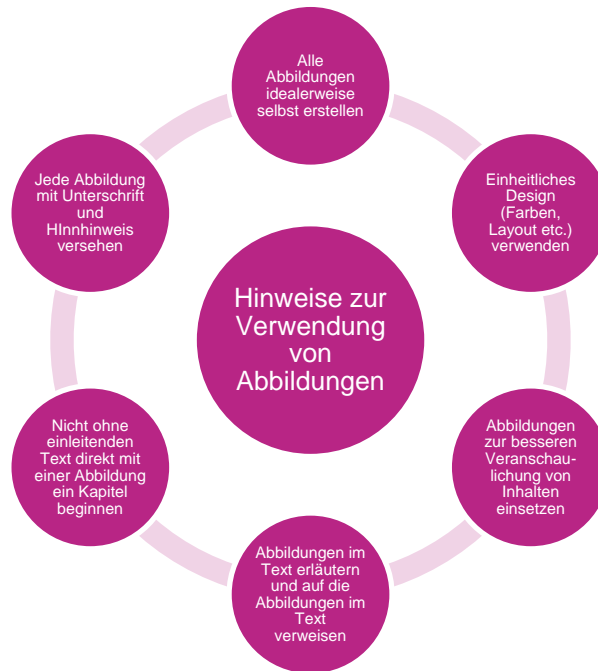 Alle
Abbildungen
idealerweise
selbst erstellen
Einheitliches
Design
(Farben,
Layout etc.)
verwenden
Abbildungen
zur besseren
Veranschau-
lichung von
Inhalten
einsetzen
Abbildungen im
Text erläutern
und auf die
Abbildungen im
Text
verweisen
Nicht ohne
einleitenden
Text direkt mit
einer Abbildung
ein Kapitel
beginnen
Jede Abbildung
mit Unterschrift
und
HInnhinweis
versehen
Hinweise zur
Verwendung
von
Abbildungen